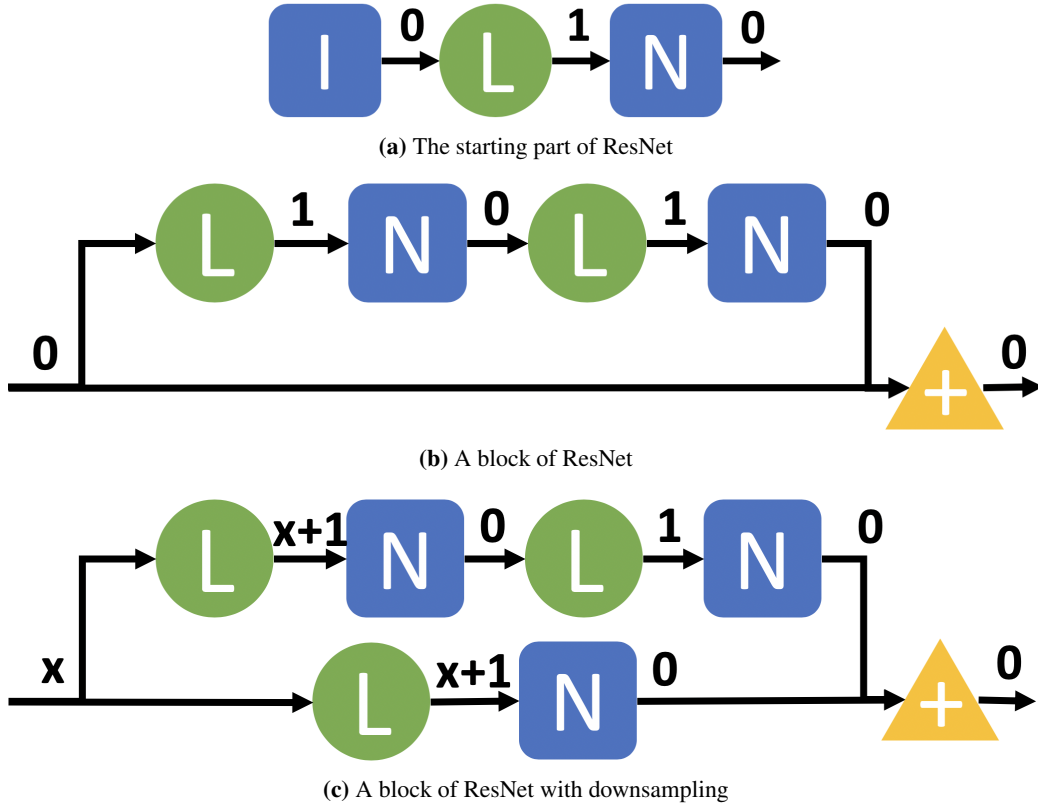 I 0 L 1 N 0
(a) The starting part of ResNet
L 1 N 0 L 1 N 0
0 + 0
(b) A block of ResNet
L x+1 N 0 L 1 N 0
x L x+1 N 0 + 0
(c) A block of ResNet with downsampling